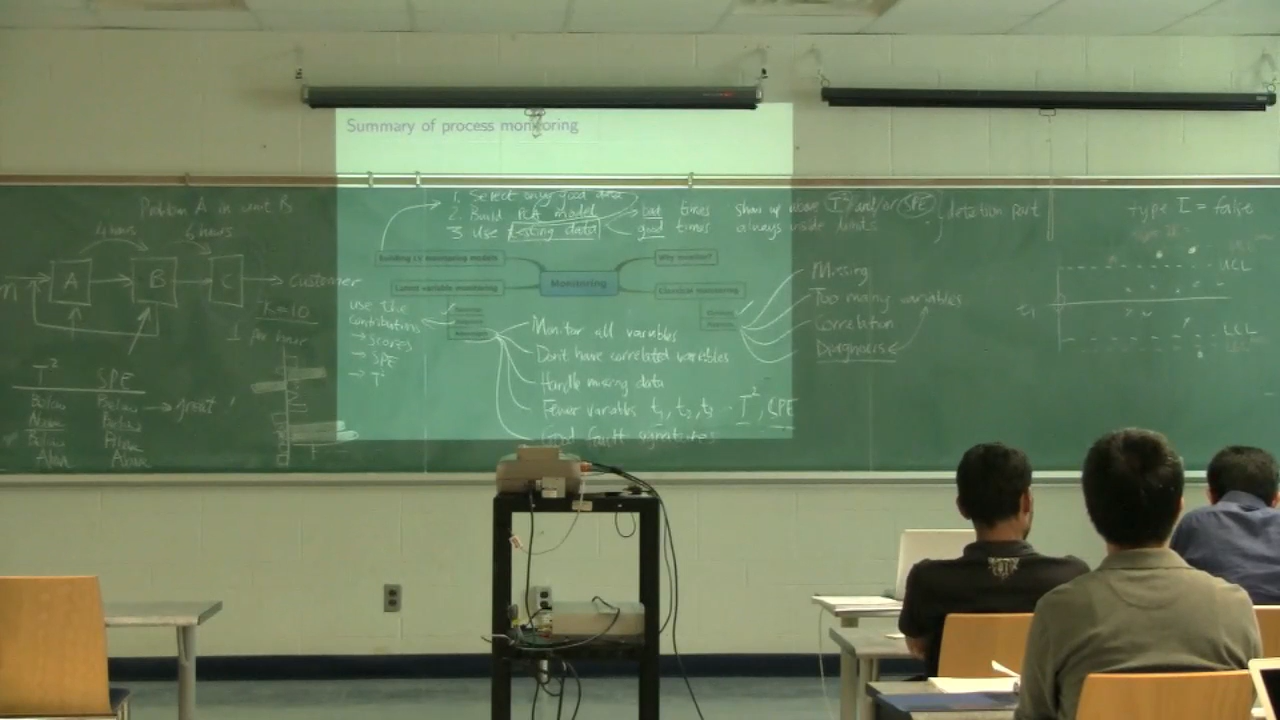 Summary of process monitoring
1. Select only good data
2. Build PCA model
3 Use testing data
bad times show up above T² and/or SPE
good times always inside limits
detection part
Building LV monitoring models
Latent variable monitoring
Monitoring
Why monitor?
Classical monitoring
Problem A in unit B
4 hours
6 hours
A
B
C
customer
K=10
1 per hour
T² SPE
Below Below → great!
Above Below
Below Above
Above Above
use the
contributions
→ scores
→ SPE
→ T²
Monitor all variables
Don't have correlated variables
Handle missing data
Fewer variables t₁, t₂, t₃ T², SPE
Good fault signatures
Missing
Too many variables
Correlation
Diagnosis
type I = false
UCL
t₁
LCL